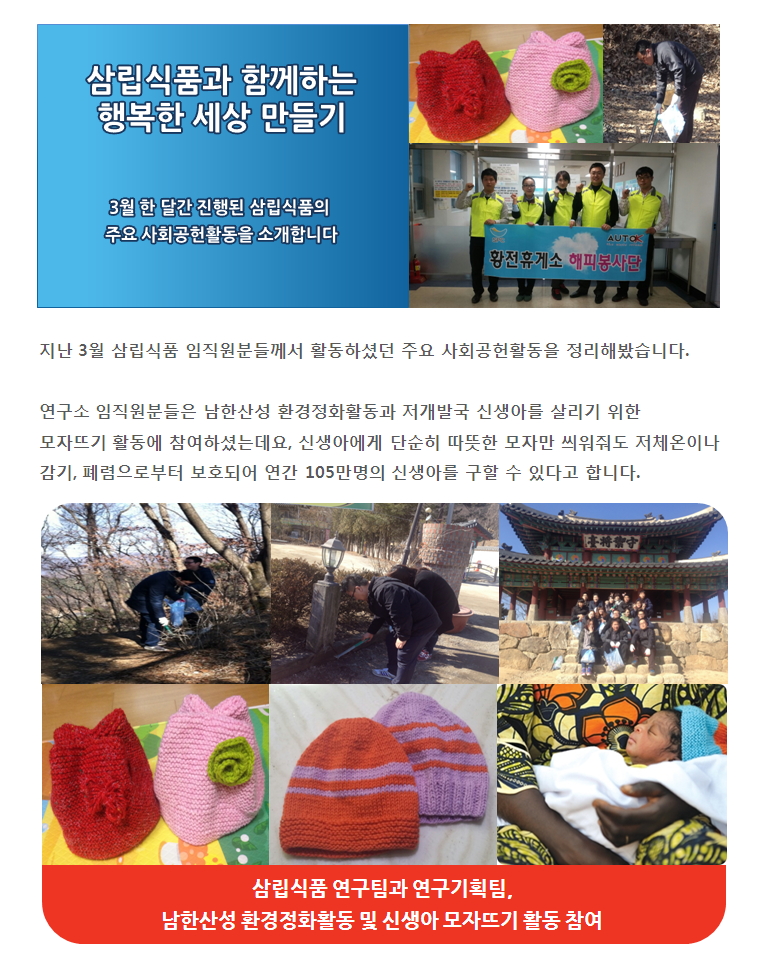 삼립식품과 함께하는
행복한 세상 만들기
3월 한 달간 진행된 삼립식품의
주요 사회공헌활동을 소개합니다
AUTOK
황전휴게소 해피봉사단
지난 3월 삼립식품 임직원분들께서 활동하셨던 주요 사회공헌활동을 정리해봤습니다.
연구소 임직원분들은 남한산성 환경정화활동과 저개발국 신생아를 살리기 위한
모자뜨기 활동에 참여하셨는데요, 신생아에게 단순히 따뜻한 모자만 씌워줘도 저체온이나
감기, 폐렴으로부터 보호되어 연간 105만명의 신생아를 구할 수 있다고 합니다.
守禦將臺
삼립식품 연구팀과 연구기획팀,
남한산성 환경정화활동 및 신생아 모자뜨기 활동 참여